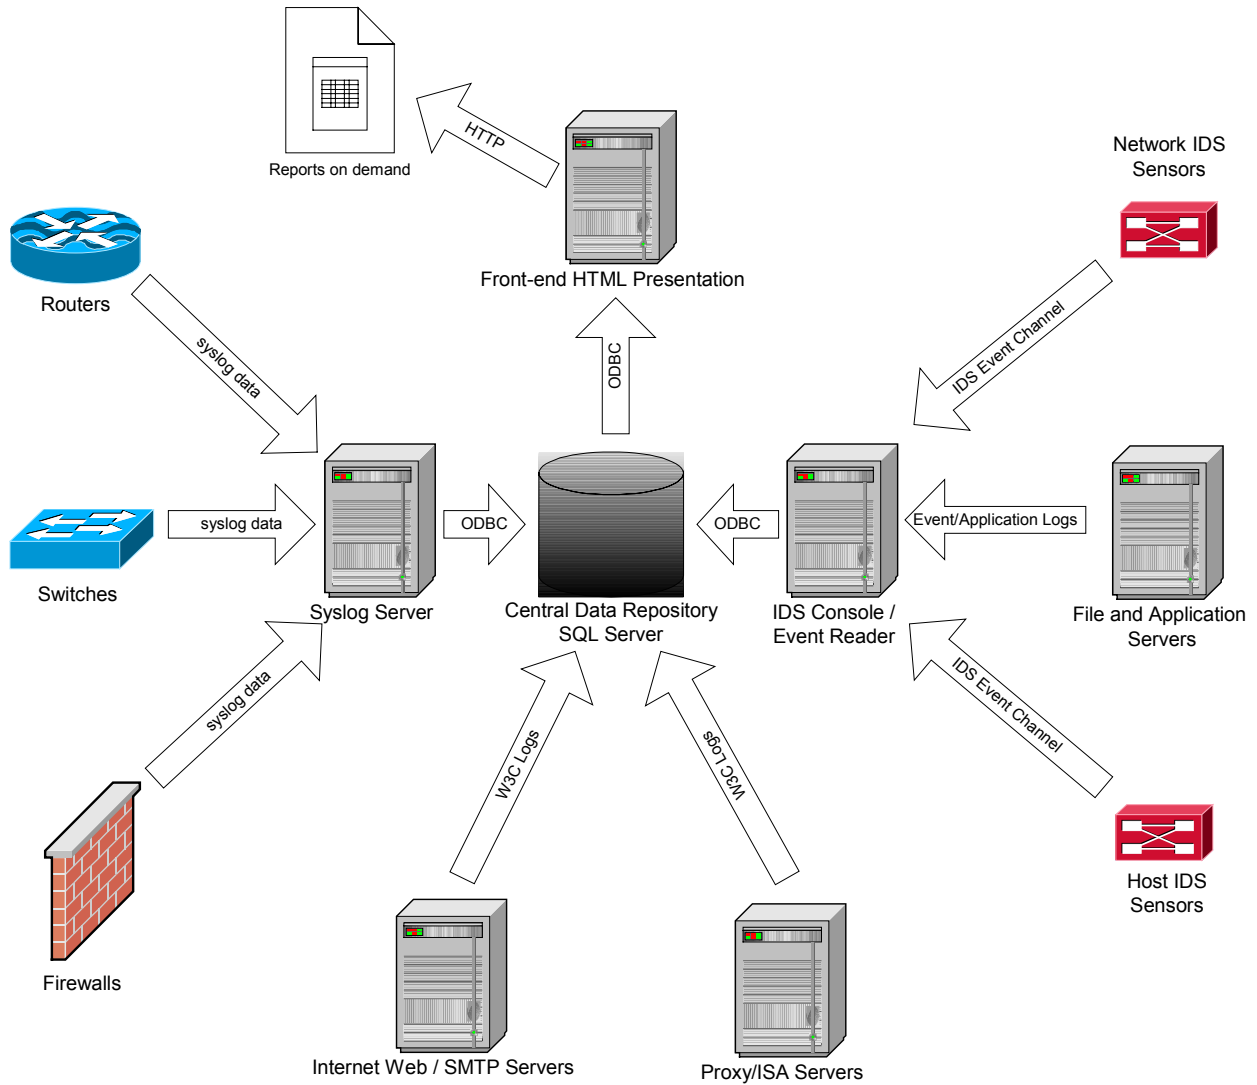 HTTP
Reports on demand
Network IDS
Sensors
Front-end HTML Presentation
Routers
syslog data
ODBC
IDS Event Channel
syslog data
ODBC
ODBC
Event/Application Logs
Switches
Syslog Server
Central Data Repository
SQL Server
IDS Console /
Event Reader
File and Application
Servers
syslog data
W3C Logs
W3C Logs
IDS Event Channel
Host IDS
Sensors
Firewalls
Internet Web / SMTP Servers
Proxy/ISA Servers